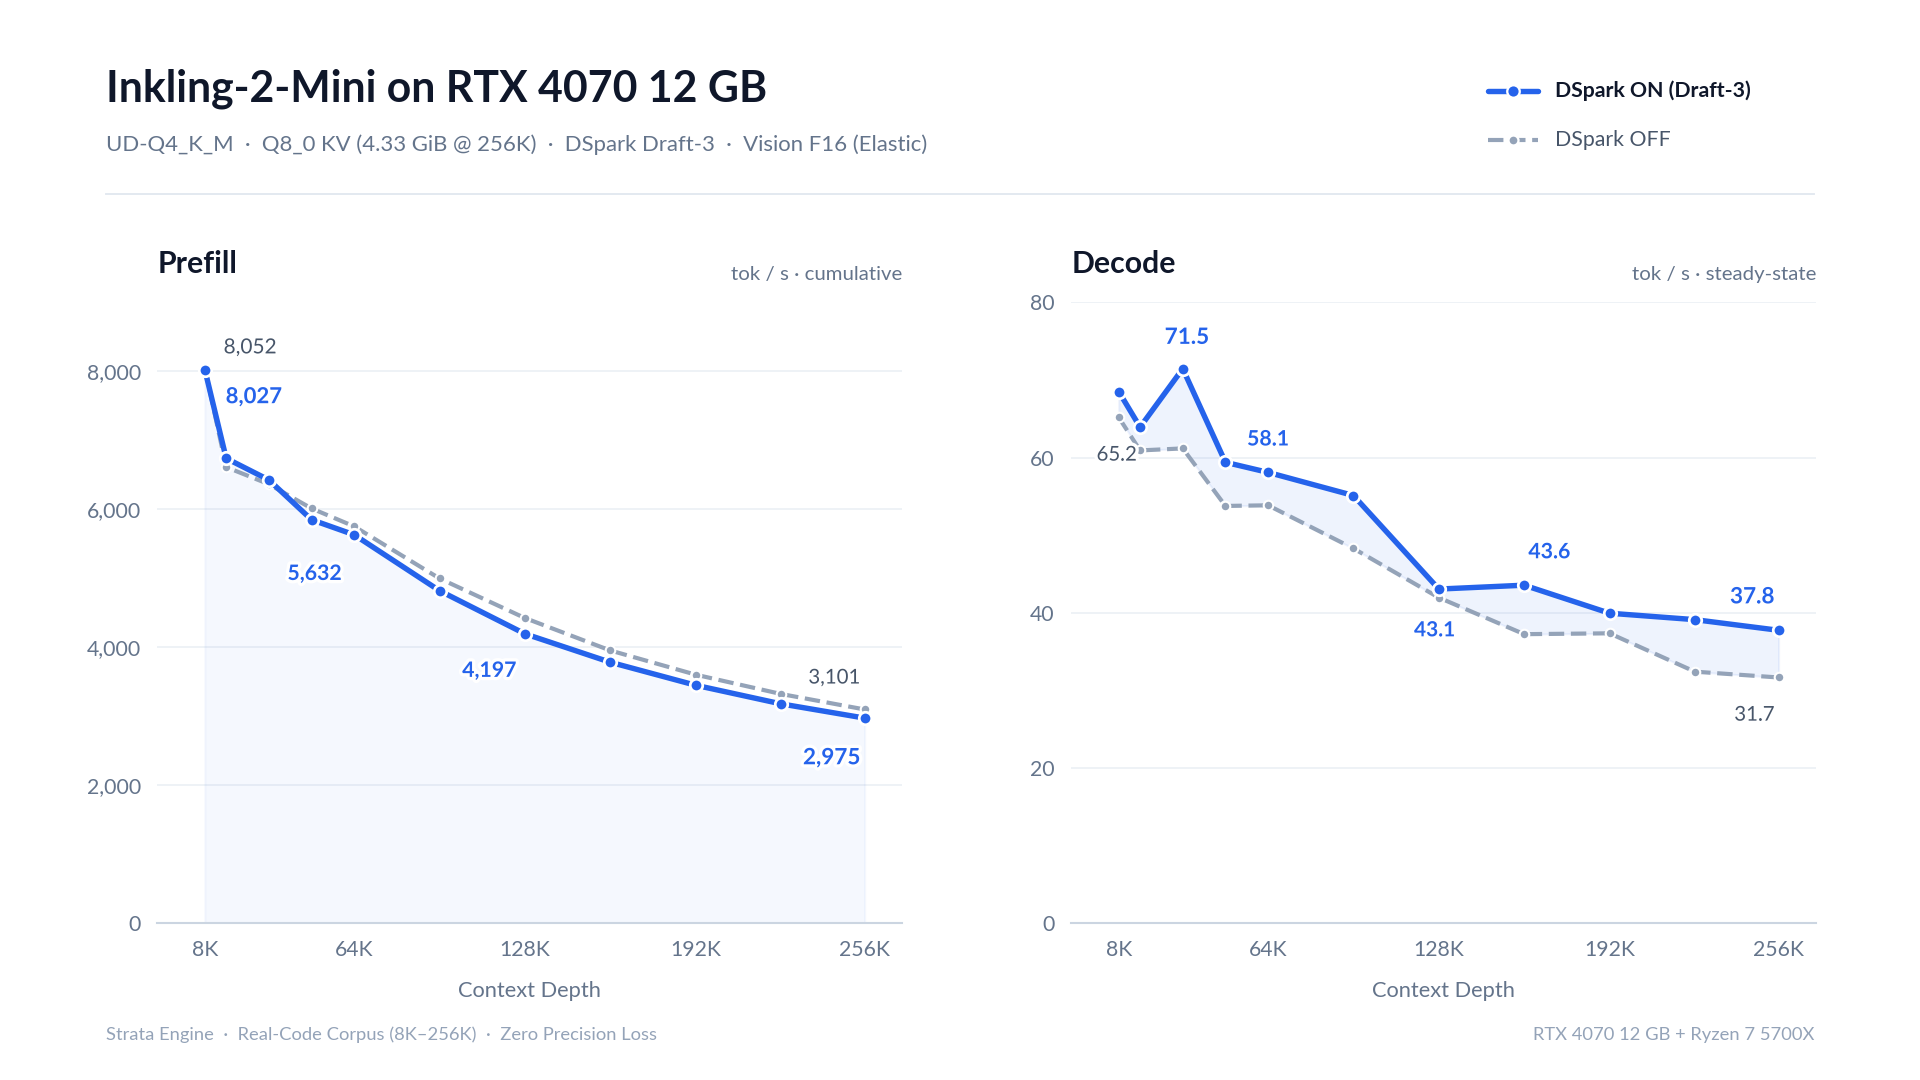 Inkling-2-Mini on RTX 4070 12 GB
UD-Q4_K_M · Q8_0 KV (4.33 GiB @ 256K) · DSpark Draft-3 · Vision F16 (Elastic)
DSpark ON (Draft-3)
DSpark OFF
Prefill
tok / s · cumulative
8,052
8,027
8,000
6,000
5,632
4,000
4,197
3,101
2,975
2,000
0
8K
64K
128K
192K
256K
Context Depth
Decode
tok / s · steady-state
80
71.5
58.1
65.2
60
43.6
37.8
40
43.1
31.7
20
0
8K
64K
128K
192K
256K
Context Depth
Strata Engine · Real-Code Corpus (8K–256K) · Zero Precision Loss
RTX 4070 12 GB + Ryzen 7 5700X